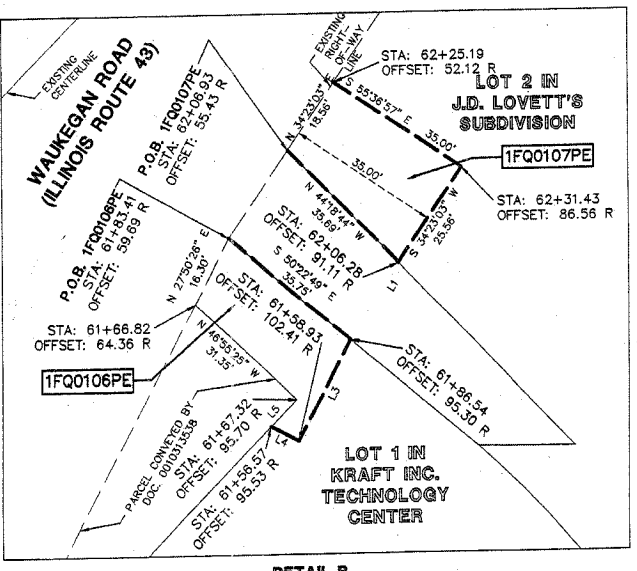 EXISTING
CENTERLINE
WAUKEGAN ROAD
(ILLINOIS ROUTE 43)
EXISTING
RIGHT-
OF-WAY
LINE
STA: 62+25.19
OFFSET: 52.12 R
LOT 2 IN
J.D. LOVETT'S
SUBDIVISION
P.O.B. 1FQ0107PE
STA: 62+06.93
OFFSET: 55.43 R
N 34°23'03" E
18.56'
S 55°36'57" E
35.00'
1FQ0107PE
35.00'
STA: 62+31.43
OFFSET: 86.56 R
N 44°18'44" W
35.69'
S 34°23'03" W
25.56'
P.O.B. 1FQ0106PE
STA: 61+83.41
OFFSET: 59.69 R
STA: 62+06.28
OFFSET: 91.11 R
L1
N 27°50'26" E
16.30'
S 50°22'49" E
35.75'
STA: 61+58.93
OFFSET: 102.41 R
STA: 61+66.82
OFFSET: 64.36 R
N 46°55'25" W
31.35'
1FQ0106PE
STA: 61+86.54
OFFSET: 95.30 R
L3
L5
L4
PARCEL CONVEYED BY
DOC. 0010313538
STA: 61+67.32
OFFSET: 95.70 R
STA: 61+56.57
OFFSET: 95.53 R
LOT 1 IN
KRAFT INC.
TECHNOLOGY
CENTER
DETAIL B